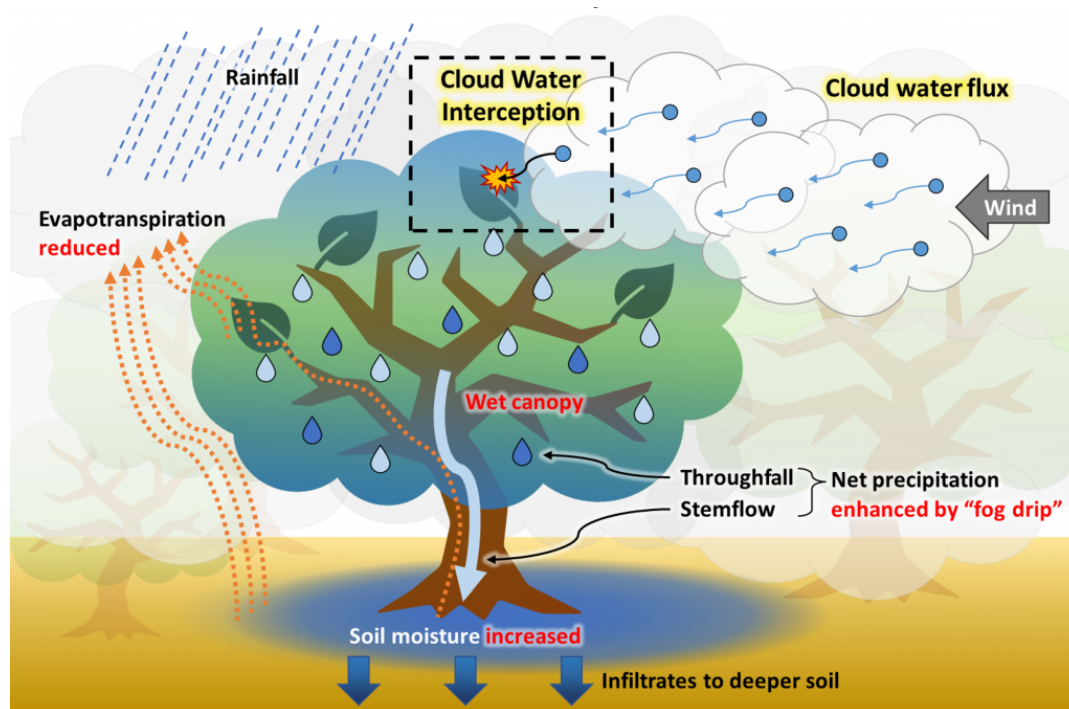 Rainfall
Cloud Water
Interception
Cloud water flux
Wind
Evapotranspiration
reduced
Wet canopy
Throughfall
Stemflow
Net precipitation
enhanced by “fog drip”
Soil moisture increased
Infiltrates to deeper soil